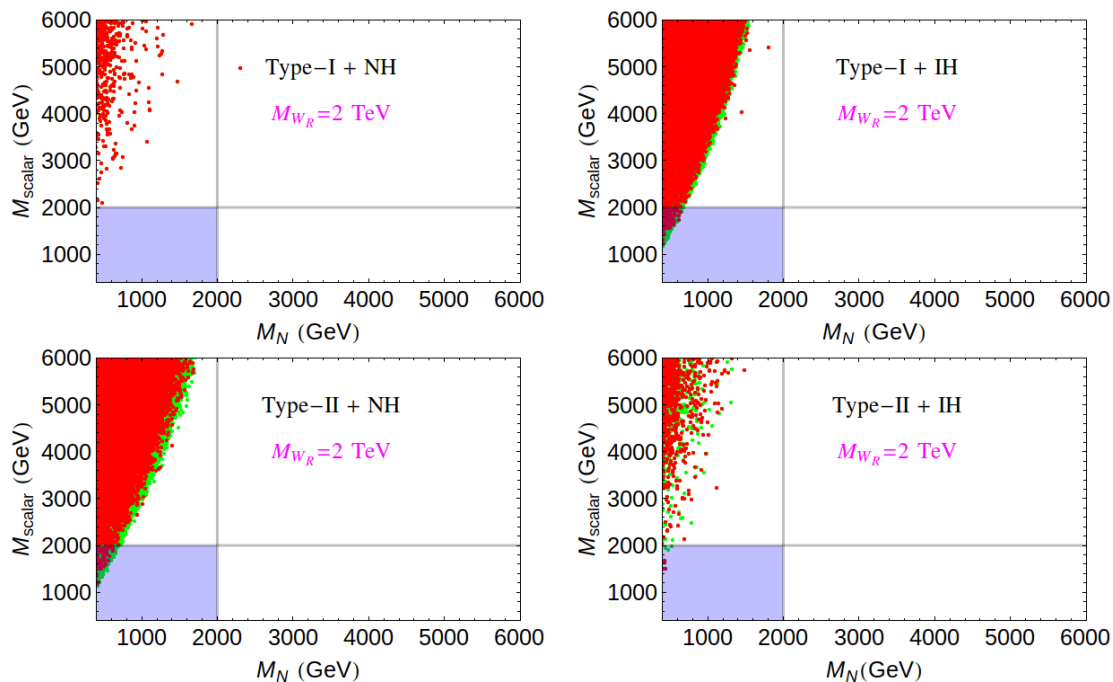 6000
5000
4000
3000
2000
1000
M_scalar (GeV)
Type-I + NH
M_{W_R}=2 TeV
1000 2000 3000 4000 5000 6000
M_N (GeV)
6000
5000
4000
3000
2000
1000
M_scalar (GeV)
Type-I + IH
M_{W_R}=2 TeV
1000 2000 3000 4000 5000 6000
M_N (GeV)
6000
5000
4000
3000
2000
1000
M_scalar (GeV)
Type-II + NH
M_{W_R}=2 TeV
1000 2000 3000 4000 5000 6000
M_N (GeV)
6000
5000
4000
3000
2000
1000
M_scalar (GeV)
Type-II + IH
M_{W_R}=2 TeV
1000 2000 3000 4000 5000 6000
M_N(GeV)